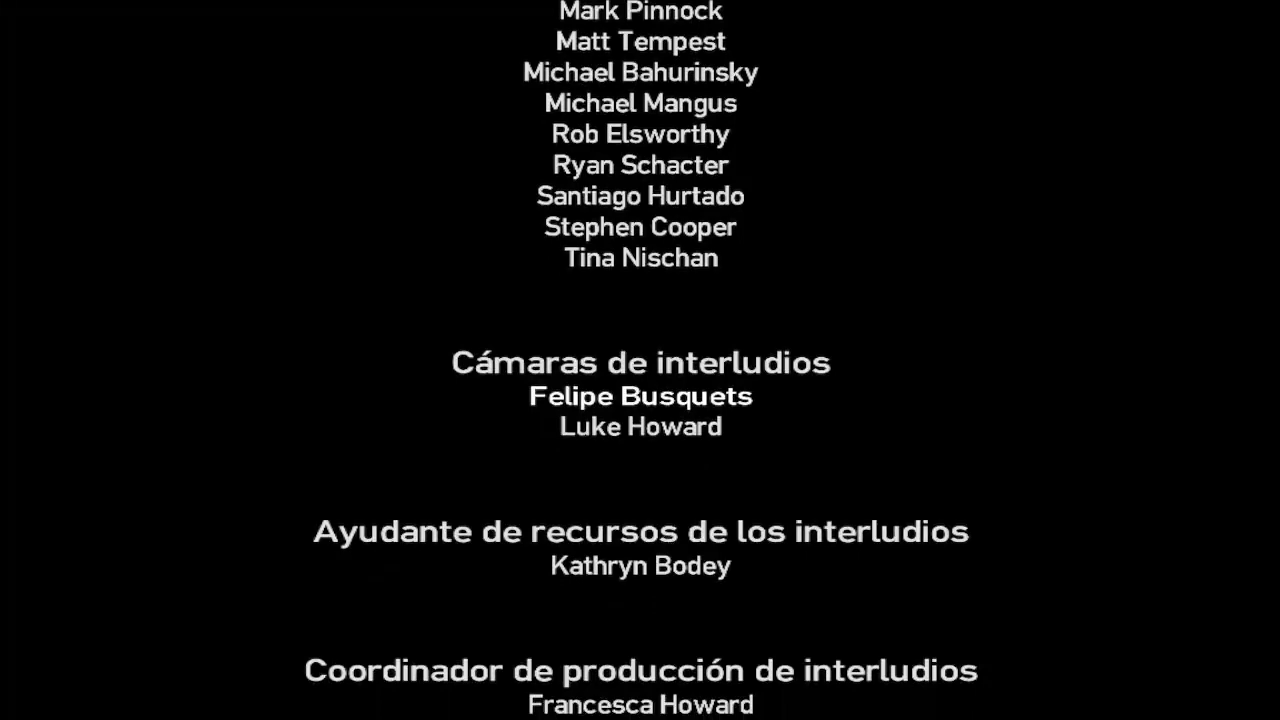 Mark Pinnock
Matt Tempest
Michael Bahurinsky
Michael Mangus
Rob Elsworthy
Ryan Schacter
Santiago Hurtado
Stephen Cooper
Tina Nischan
Cámaras de interludios
Felipe Busquets
Luke Howard
Ayudante de recursos de los interludios
Kathryn Bodey
Coordinador de producción de interludios
Francesca Howard